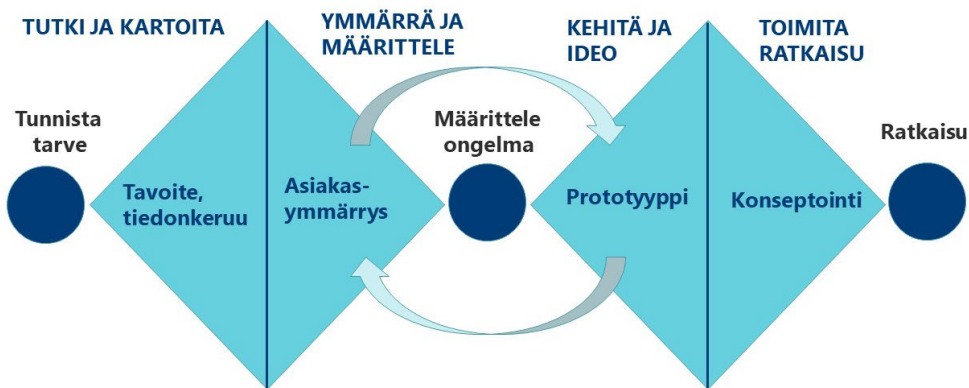 TUTKI JA KARTOITA
YMMÄRRÄ JA
MÄÄRITTELE
KEHITÄ JA
IDEO
TOIMITA
RATKAISU
Tunnista
tarve
Määrittele
ongelma
Ratkaisu
Tavoite,
tiedonkeruu
Asiakas-
ymmärrys
Prototyyppi
Konseptointi